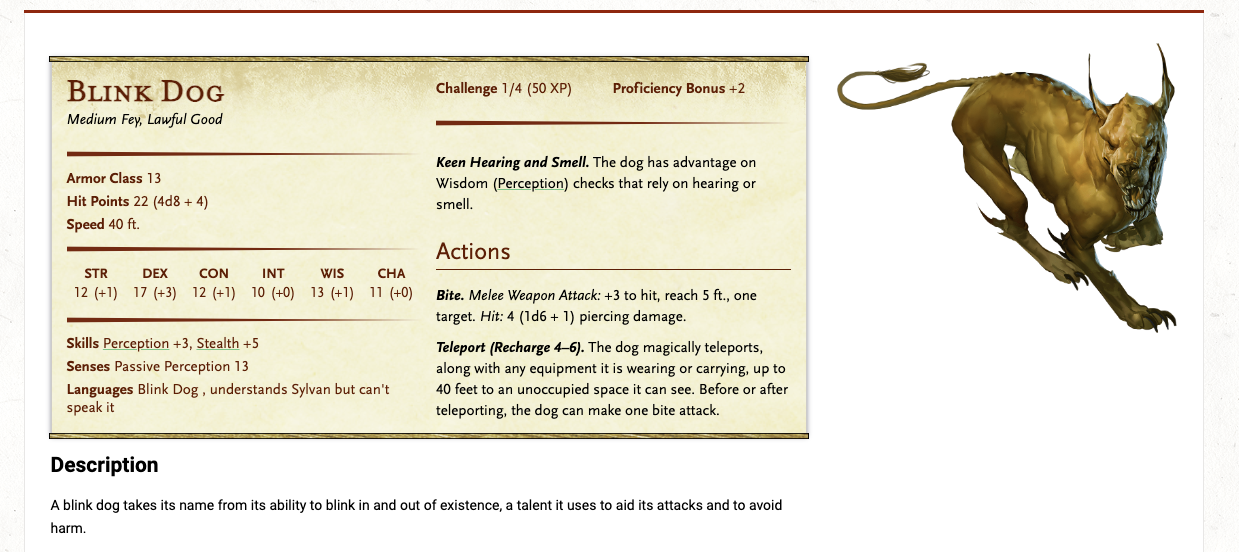 Blink Dog
Medium Fey, Lawful Good
Armor Class 13
Hit Points 22 (4d8 + 4)
Speed 40 ft.
STR DEX CON INT WIS CHA
12 (+1) 17 (+3) 12 (+1) 10 (+0) 13 (+1) 11 (+0)
Skills Perception +3, Stealth +5
Senses Passive Perception 13
Languages Blink Dog , understands Sylvan but can't
speak it
Challenge 1/4 (50 XP) Proficiency Bonus +2
Keen Hearing and Smell. The dog has advantage on
Wisdom (Perception) checks that rely on hearing or
smell.
Actions
Bite. Melee Weapon Attack: +3 to hit, reach 5 ft., one
target. Hit: 4 (1d6 + 1) piercing damage.
Teleport (Recharge 4–6). The dog magically teleports,
along with any equipment it is wearing or carrying, up to
40 feet to an unoccupied space it can see. Before or after
teleporting, the dog can make one bite attack.
Description
A blink dog takes its name from its ability to blink in and out of existence, a talent it uses to aid its attacks and to avoid
harm.